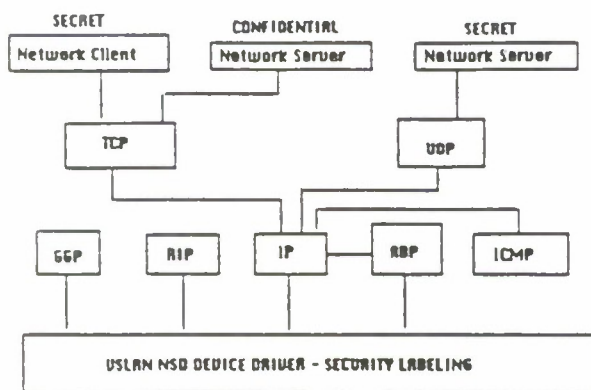 SECRET
CONFIDENTIAL
SECRET
Network Client
Network Server
Network Server
TCP
UDP
GGP
RIP
IP
RBP
ICMP
USLAN NSD DEVICE DRIVER - SECURITY LABELING